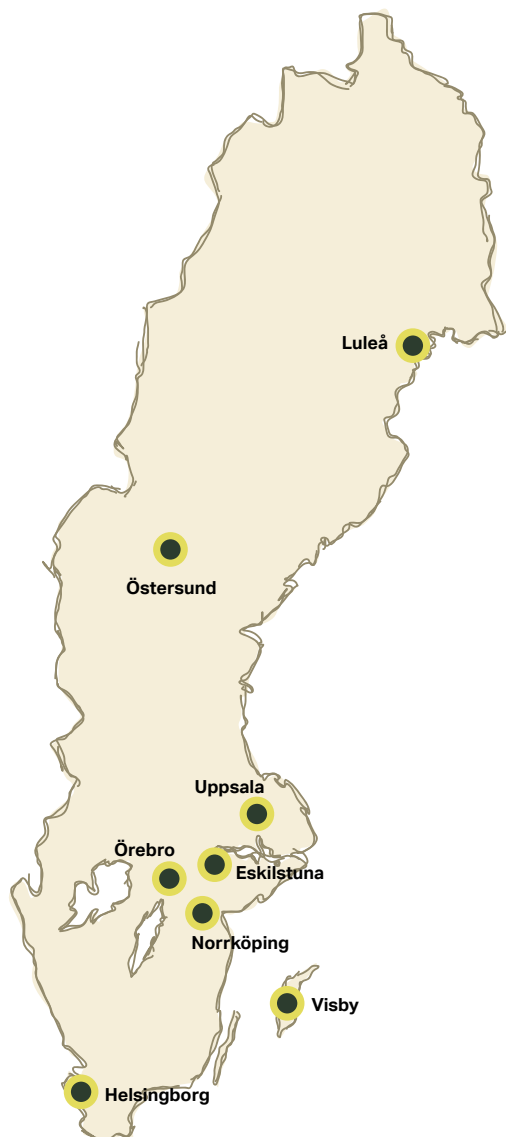 Luleå
Östersund
Uppsala
Örebro
Eskilstuna
Norrköping
Visby
Helsingborg